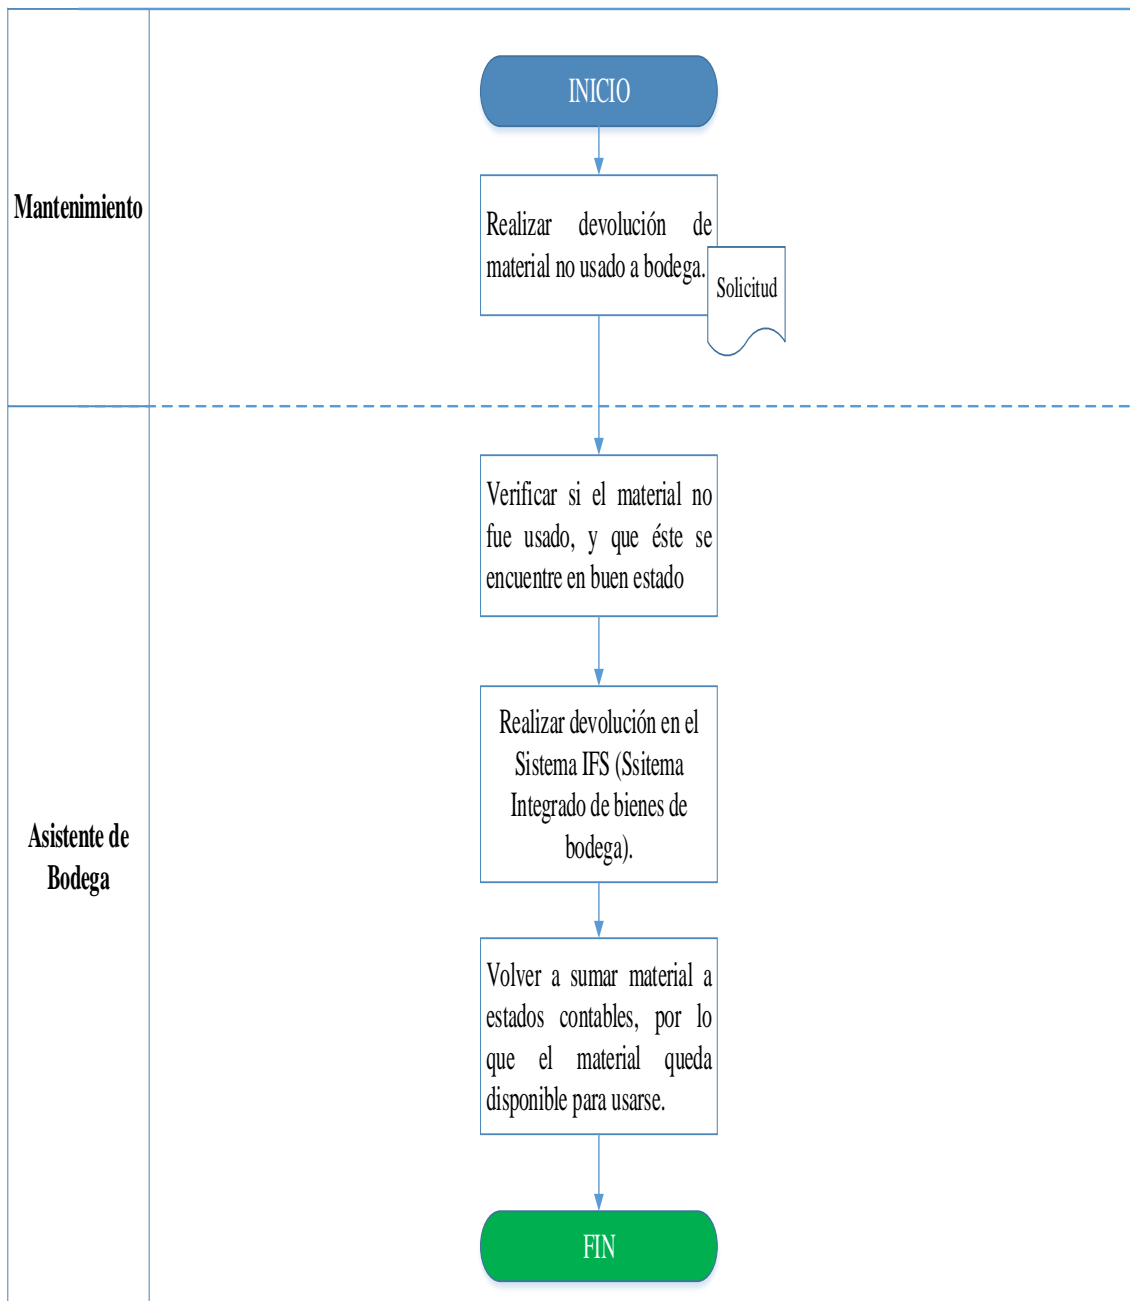 INICIO
Mantenimiento
Realizar devolución de
material no usado a bodega.
Solicitud
Verificar si el material no
fue usado, y que éste se
encuentre en buen estado
Realizar devolución en el
Sistema IFS (Ssitema
Integrado de bienes de
bodega).
Asistente de
Bodega
Volver a sumar material a
estados contables, por lo
que el material queda
disponible para usarse.
FIN